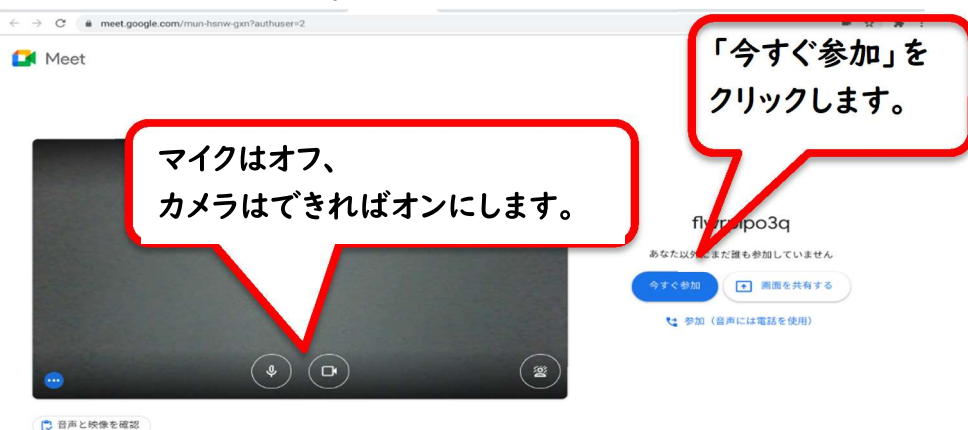 meet.google.com/mun-hsnw-gxn?authuser=2
Meet
「今すぐ参加」を
クリックします。
マイクはオフ、
カメラはできればオンにします。
あなた以外にまだ誰も参加していません
今すぐ参加
画面を共有する
参加（音声には電話を使用）
音声と映像を確認